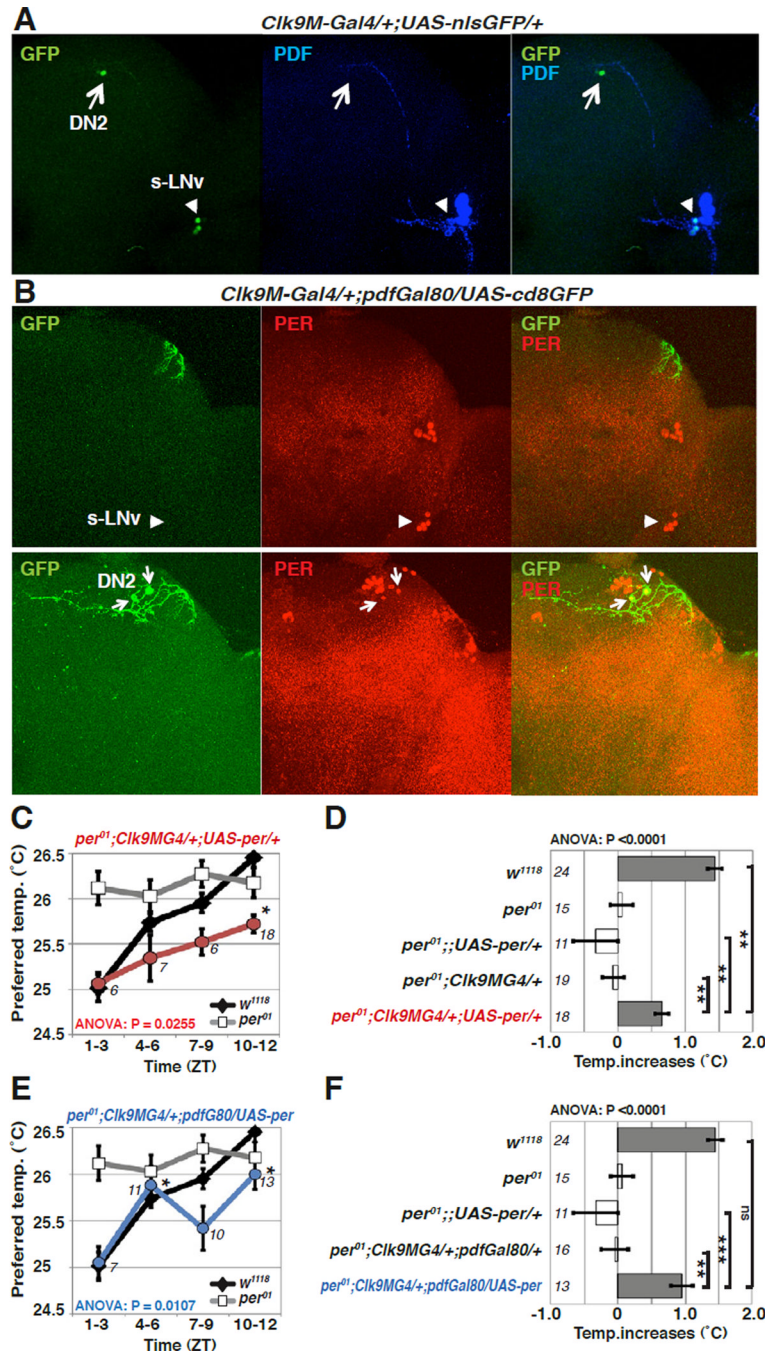 A
Clk9M-Gal4/+;UAS-nlsGFP/+
GFP
PDF
GFP
PDF
DN2
s-LNv
B
Clk9M-Gal4/+;pdfGal80/UAS-cd8GFP
GFP
PER
GFP
PER
s-LNv
GFP
PER
GFP
PER
DN2
C
per01;Clk9MG4/+;UAS-per/+
Preferred temp. (˚C)
26.5
26
25.5
25
24.5
6
7
6
18
*
w1118
per01
ANOVA: P = 0.0255
1-3 4-6 7-9 10-12
Time (ZT)
D
ANOVA: P <0.0001
w1118 24
per01 15
per01;;UAS-per/+ 11
per01;Clk9MG4/+ 19
per01;Clk9MG4/+;UAS-per/+ 18
**
**
**
-1.0 0 1.0 2.0
Temp.increases (˚C)
E
per01;Clk9MG4/+;pdfG80/UAS-per
Preferred temp. (˚C)
26.5
26
25.5
25
24.5
7
11
*
10
13
*
w1118
per01
ANOVA: P = 0.0107
1-3 4-6 7-9 10-12
Time (ZT)
F
ANOVA: P <0.0001
w1118 24
per01 15
per01;;UAS-per/+ 11
per01;Clk9MG4/+;pdfGal80/+ 16
per01;Clk9MG4/+;pdfGal80/UAS-per 13
**
***
ns
-1.0 0 1.0 2.0
Temp.increases (˚C)